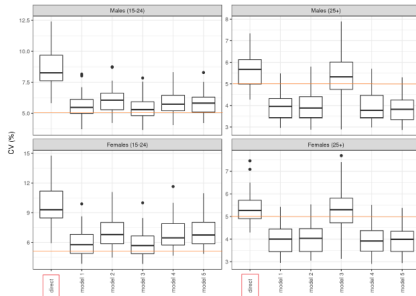 Males (15-24)
Males (25+)
12.5
10.0
7.5
5.0
8
7
6
5
4
3
CV (%)
Females (15-24)
Females (25+)
15
12
9
6
7
6
5
4
3
direct
model 1
model 2
model 3
model 4
model 5
direct
model 1
model 2
model 3
model 4
model 5